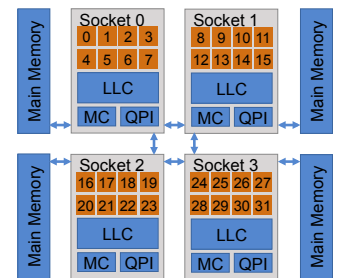 Main Memory
Socket 0
0 1 2 3
4 5 6 7
LLC
MC QPI
Socket 1
8 9 10 11
12 13 14 15
LLC
MC QPI
Main Memory
Main Memory
Socket 2
16 17 18 19
20 21 22 23
LLC
MC QPI
Socket 3
24 25 26 27
28 29 30 31
LLC
MC QPI
Main Memory